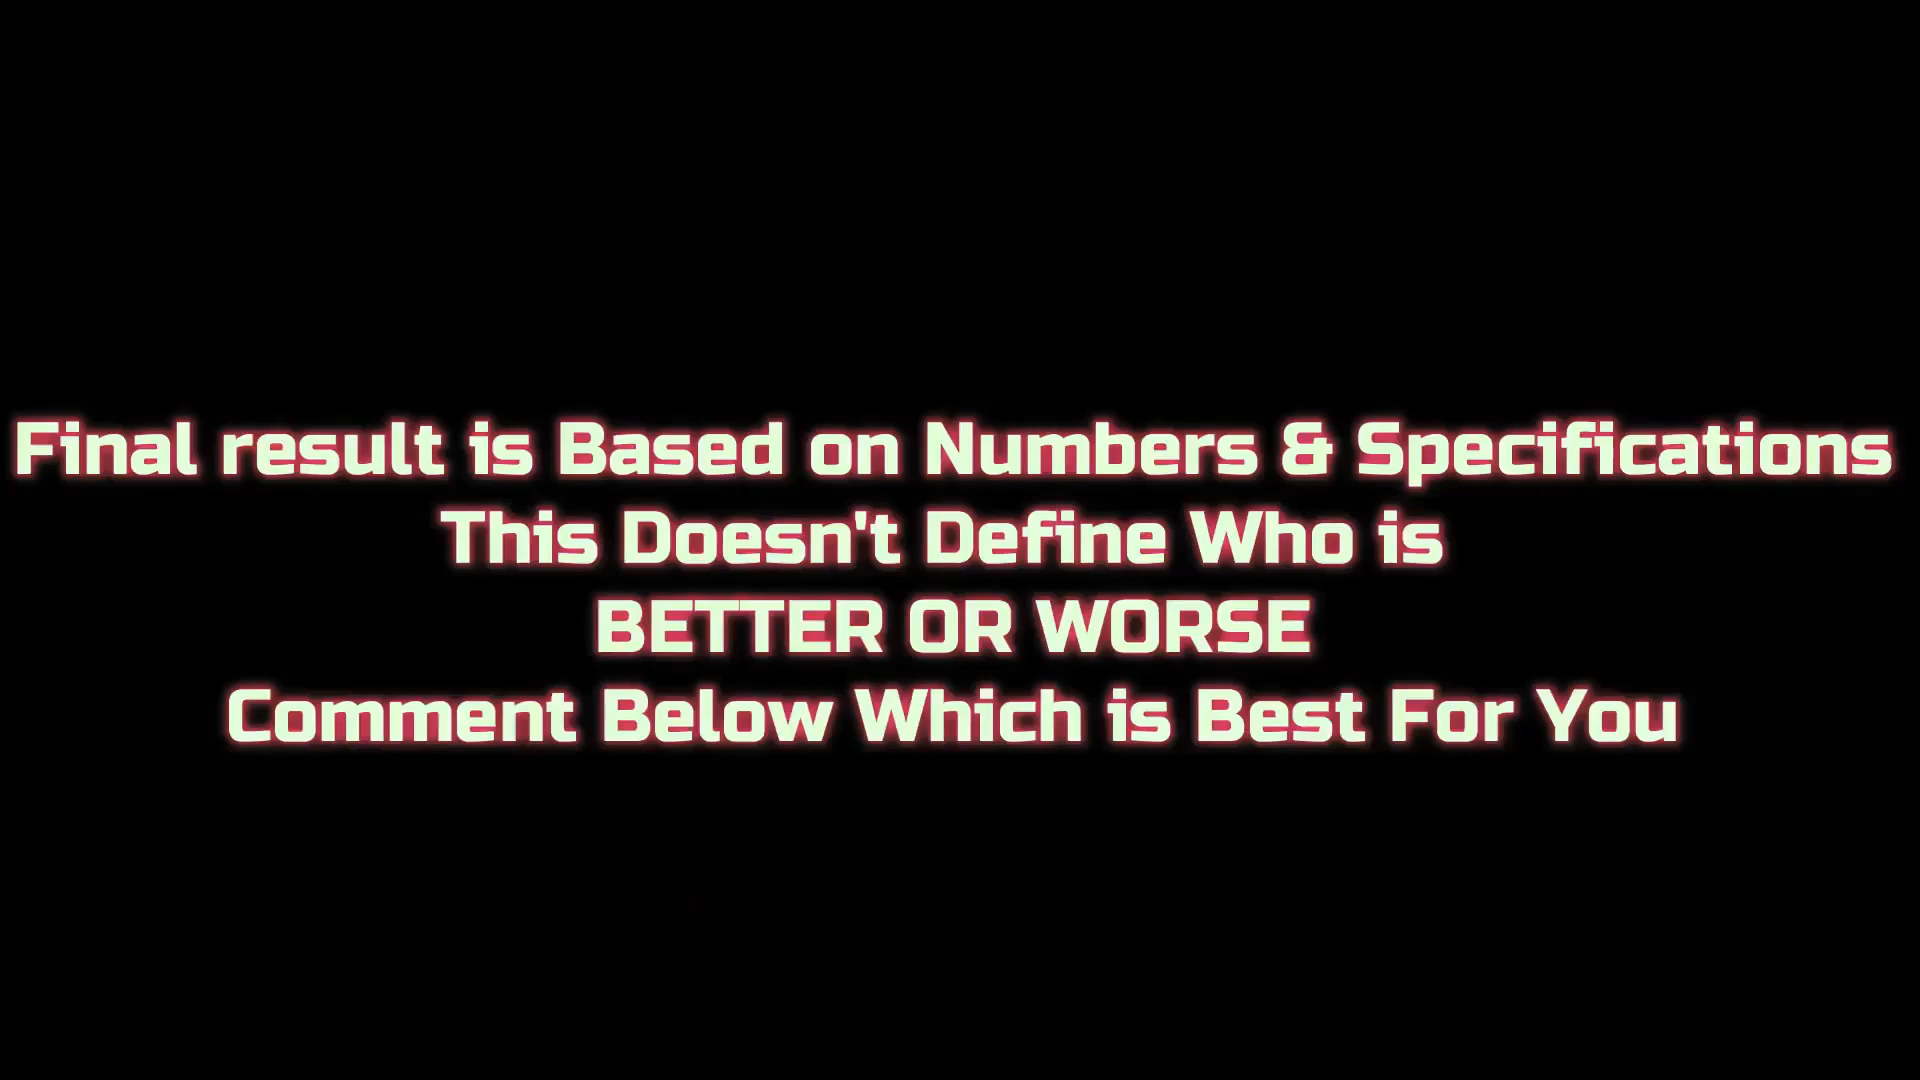 Final result is Based on Numbers & Specifications
This Doesn't Define Who is
BETTER OR WORSE
Comment Below Which is Best For You